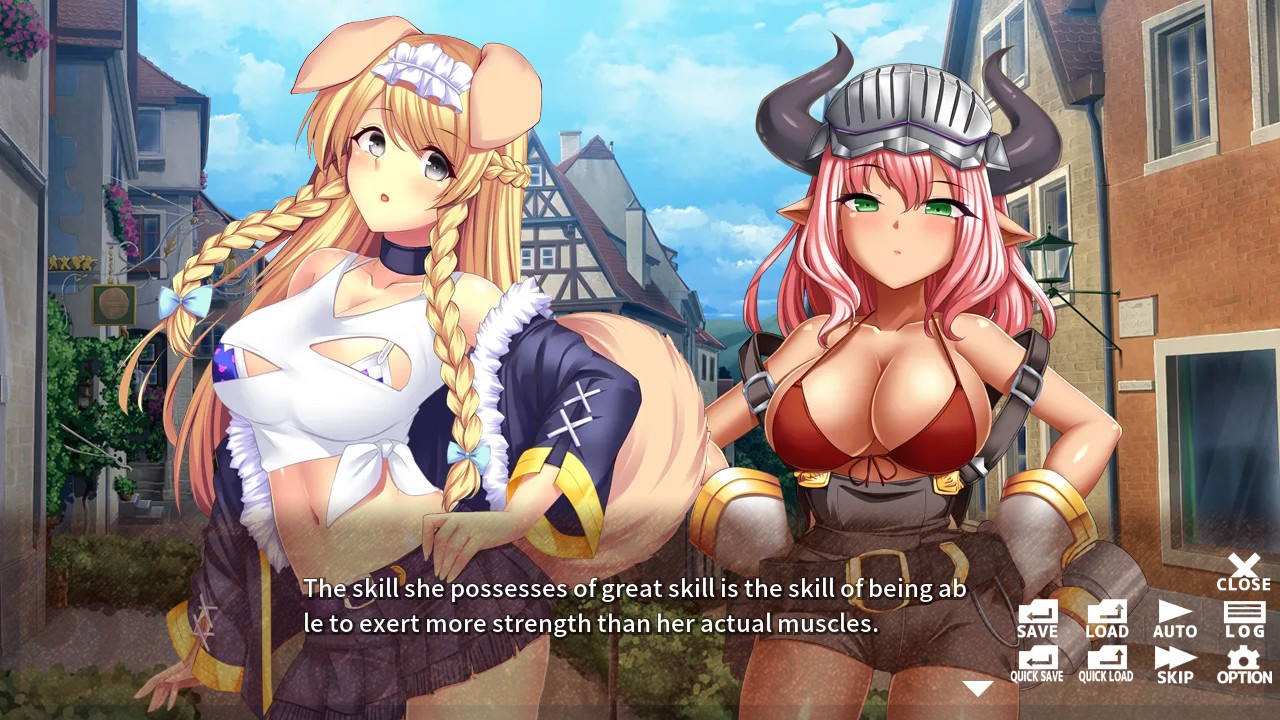 The skill she possesses of great skill is the skill of being ab
le to exert more strength than her actual muscles.
CLOSE
SAVE
LOAD
AUTO
LOG
QUICK SAVE
QUICK LOAD
SKIP
OPTION